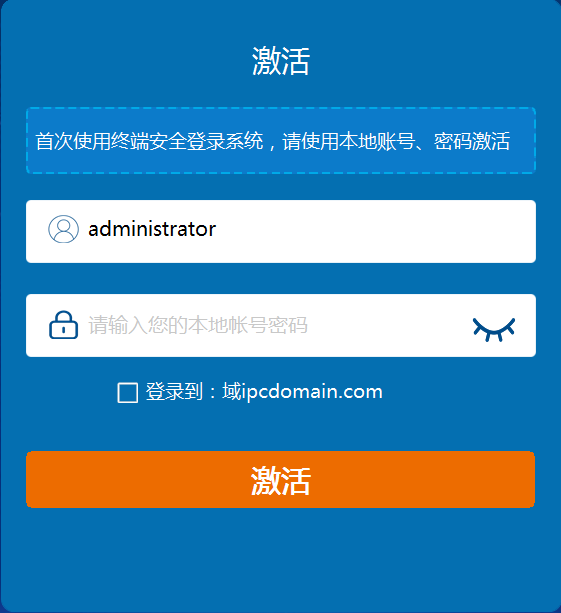 激活
首次使用终端安全登录系统，请使用本地账号、密码激活
administrator
请输入您的本地帐号密码
登录到：域ipcdomain.com
激活